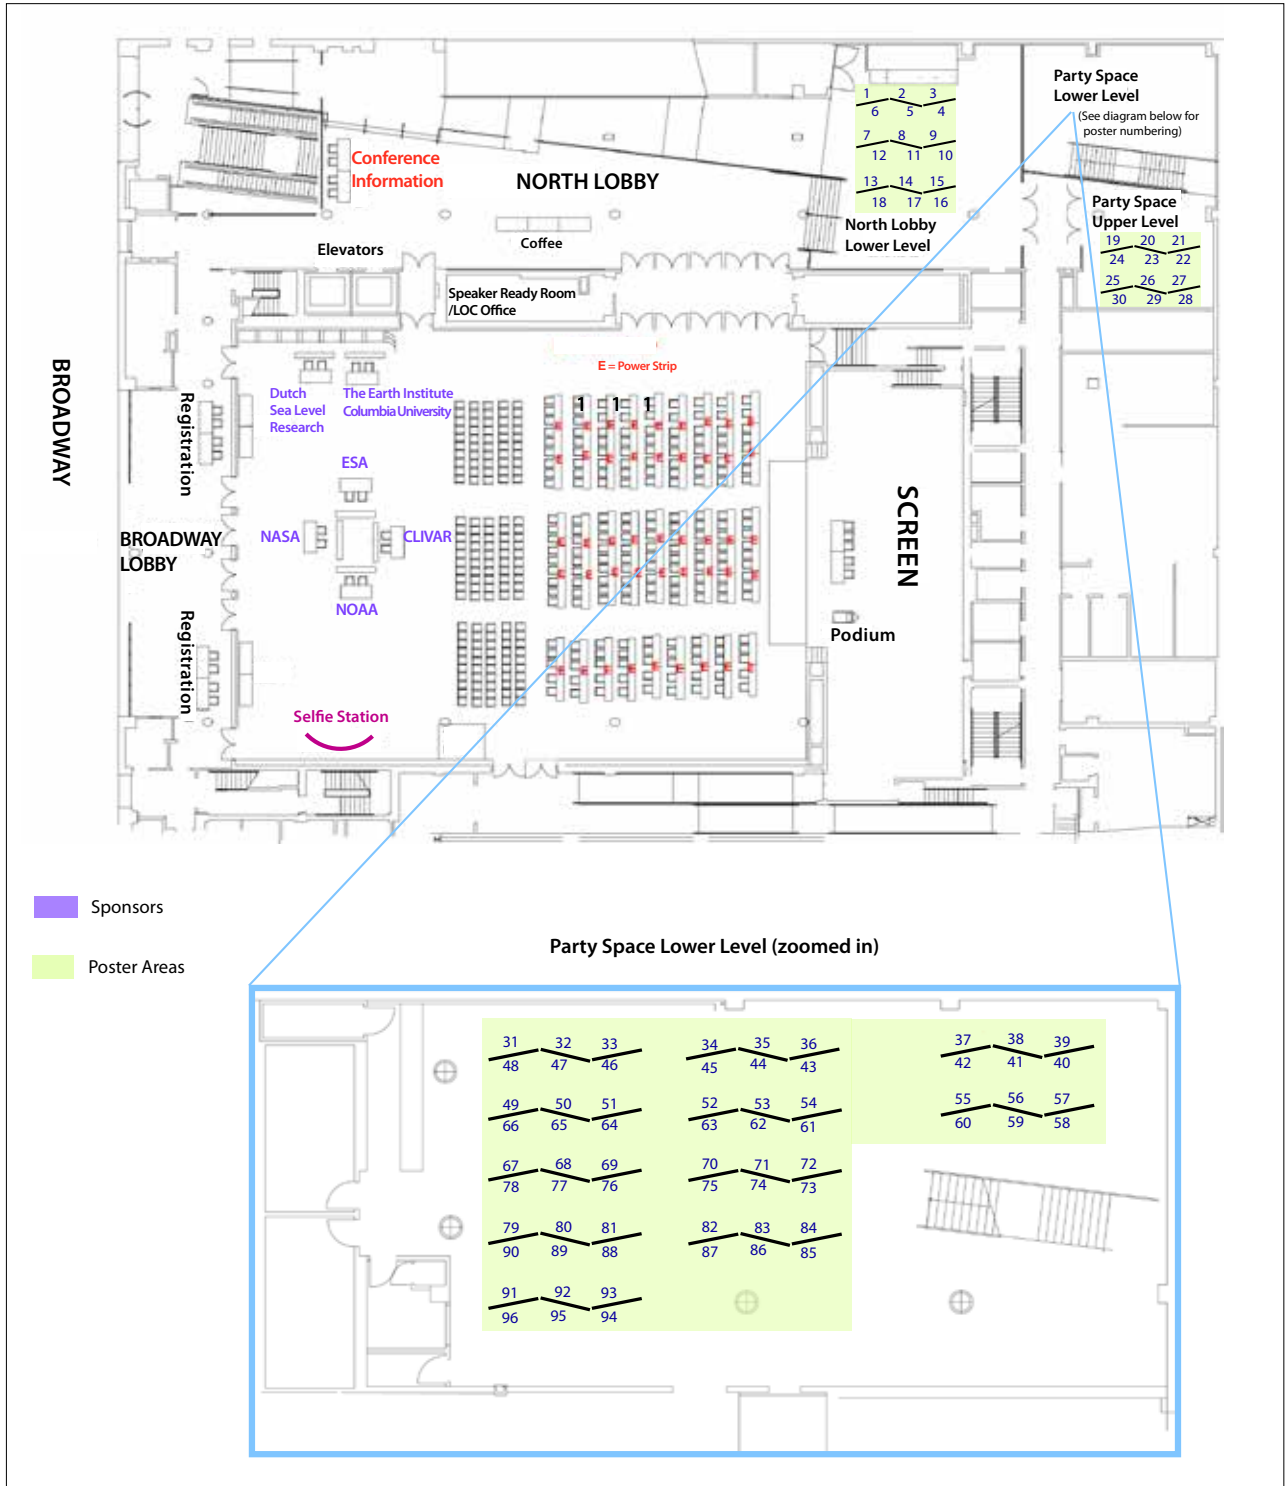 Party Space
Lower Level
(See diagram below for
poster numbering)
1 2 3
6 5 4
7 8 9
12 11 10
13 14 15
18 17 16
North Lobby
Lower Level
Party Space
Upper Level
19 20 21
24 23 22
25 26 27
30 29 28
Conference
Information
NORTH LOBBY
Coffee
Elevators
Speaker Ready Room
/LOC Office
E = Power Strip
BROADWAY
Registration
Dutch
Sea Level
Research
The Earth Institute
Columbia University
1 1 1
ESA
NASA
CLIVAR
NOAA
BROADWAY
LOBBY
SCREEN
Podium
Registration
Selfie Station
Sponsors
Poster Areas
Party Space Lower Level (zoomed in)
31 32 33 34 35 36 37 38 39
48 47 46 45 44 43 42 41 40
49 50 51 52 53 54 55 56 57
66 65 64 63 62 61 60 59 58
67 68 69 70 71 72
78 77 76 75 74 73
79 80 81 82 83 84
90 89 88 87 86 85
91 92 93
96 95 94